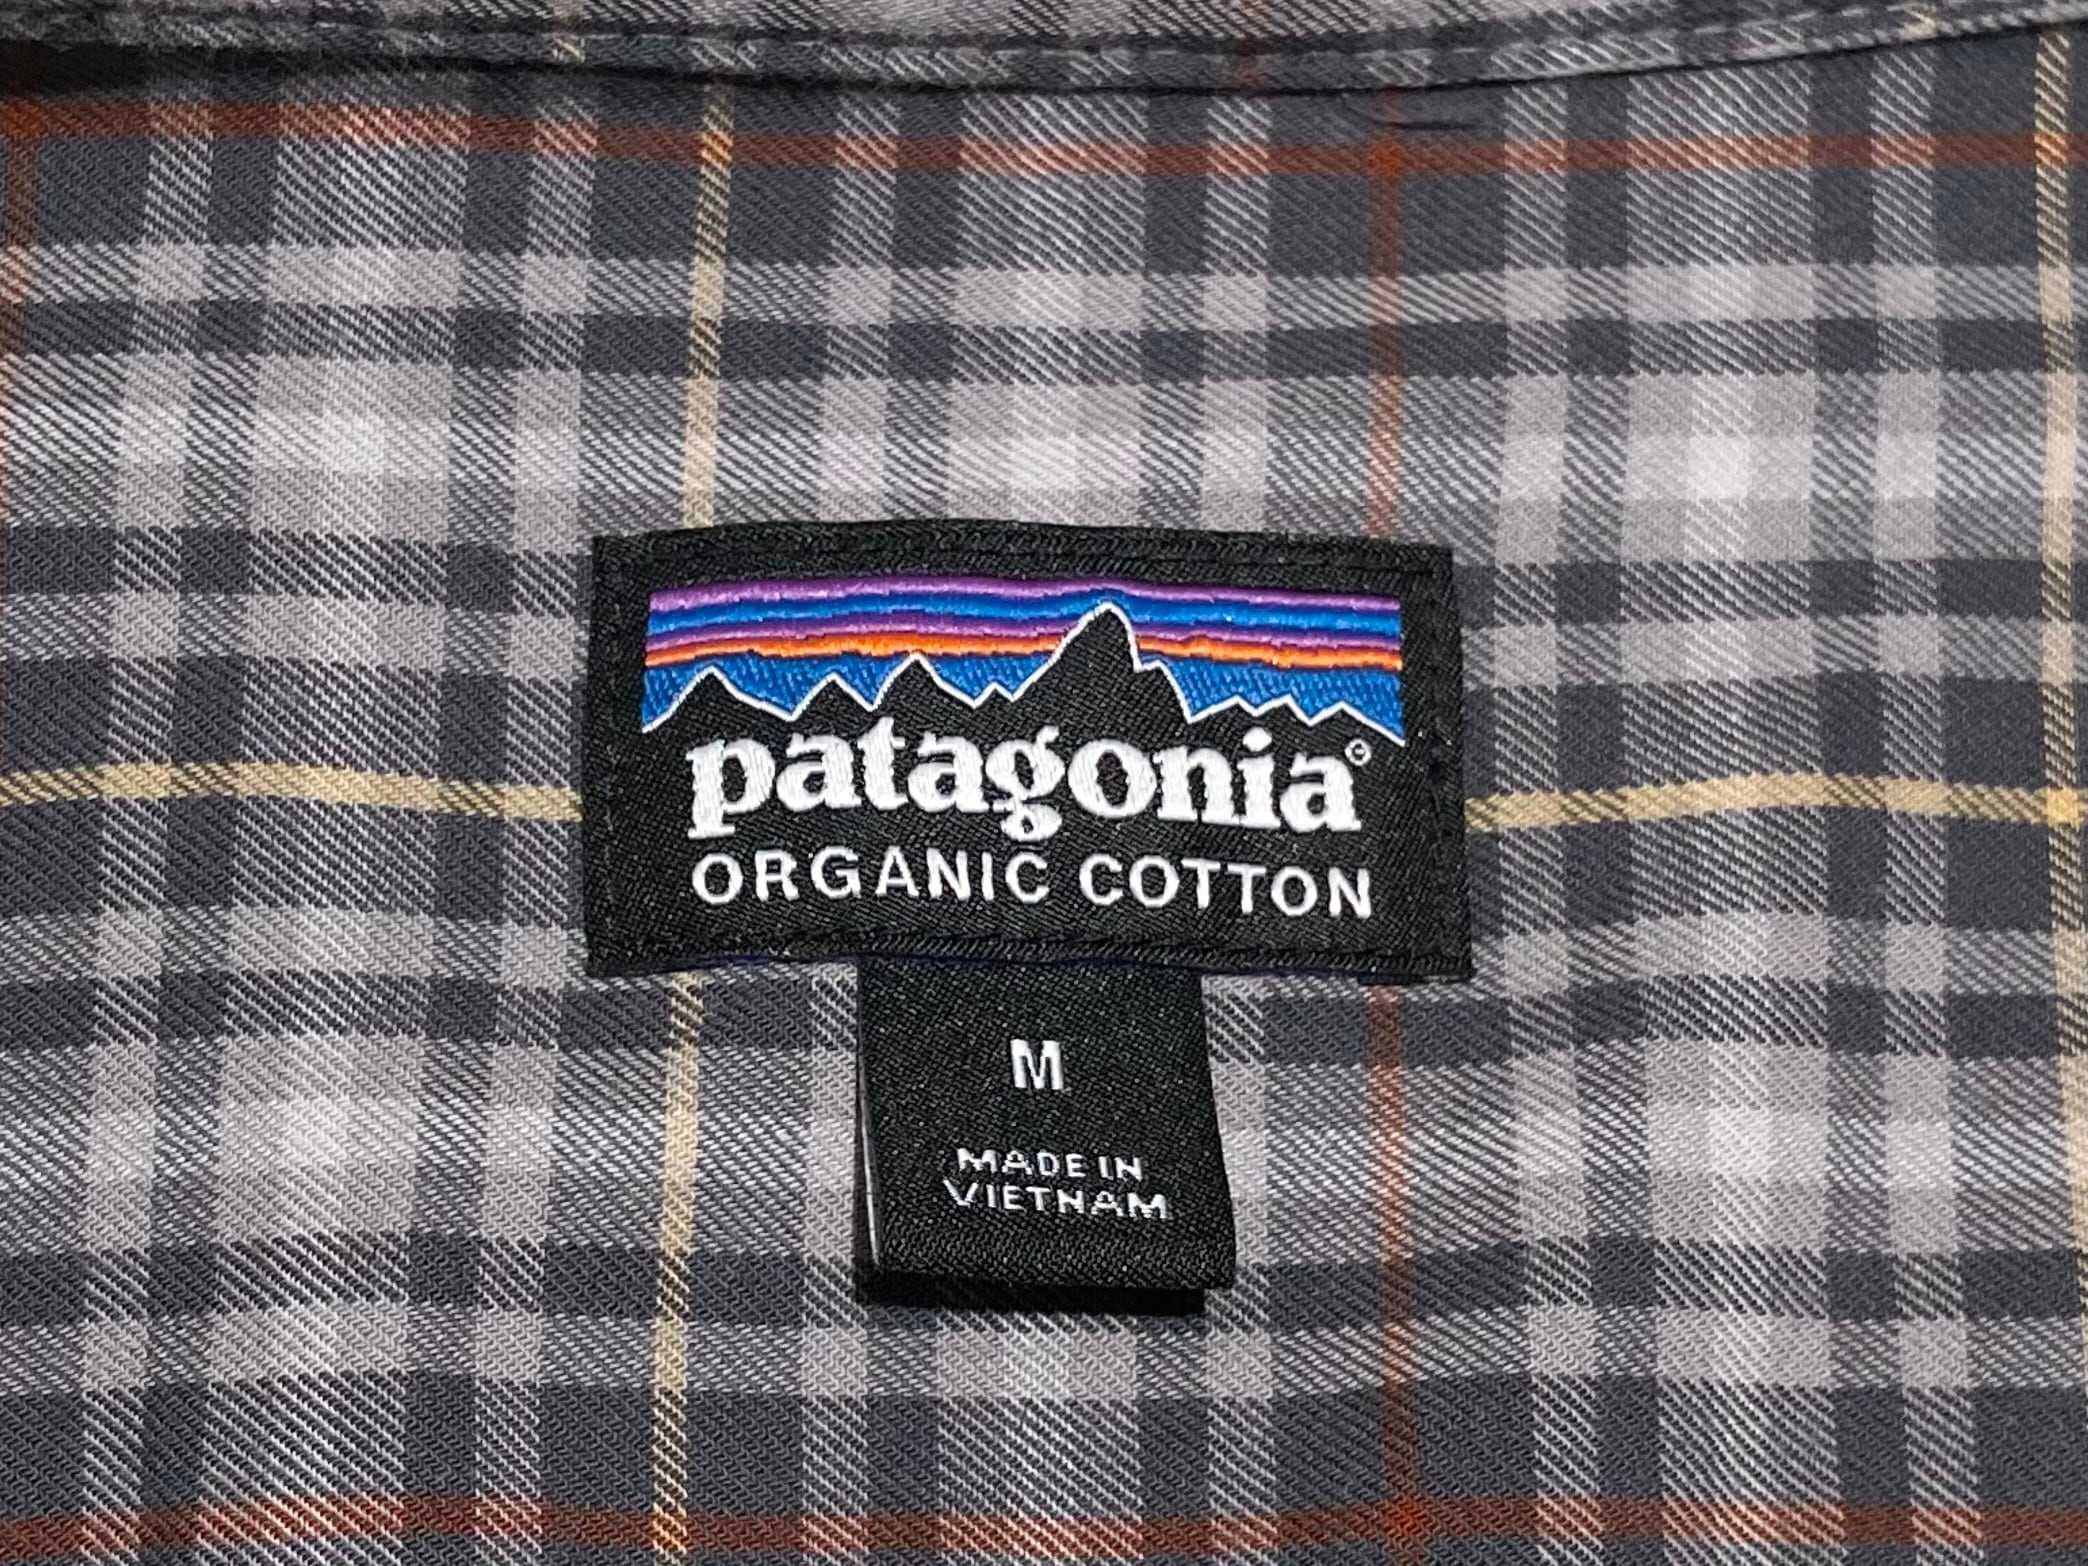 patagonia®
ORGANIC COTTON
M
MADE IN
VIETNAM